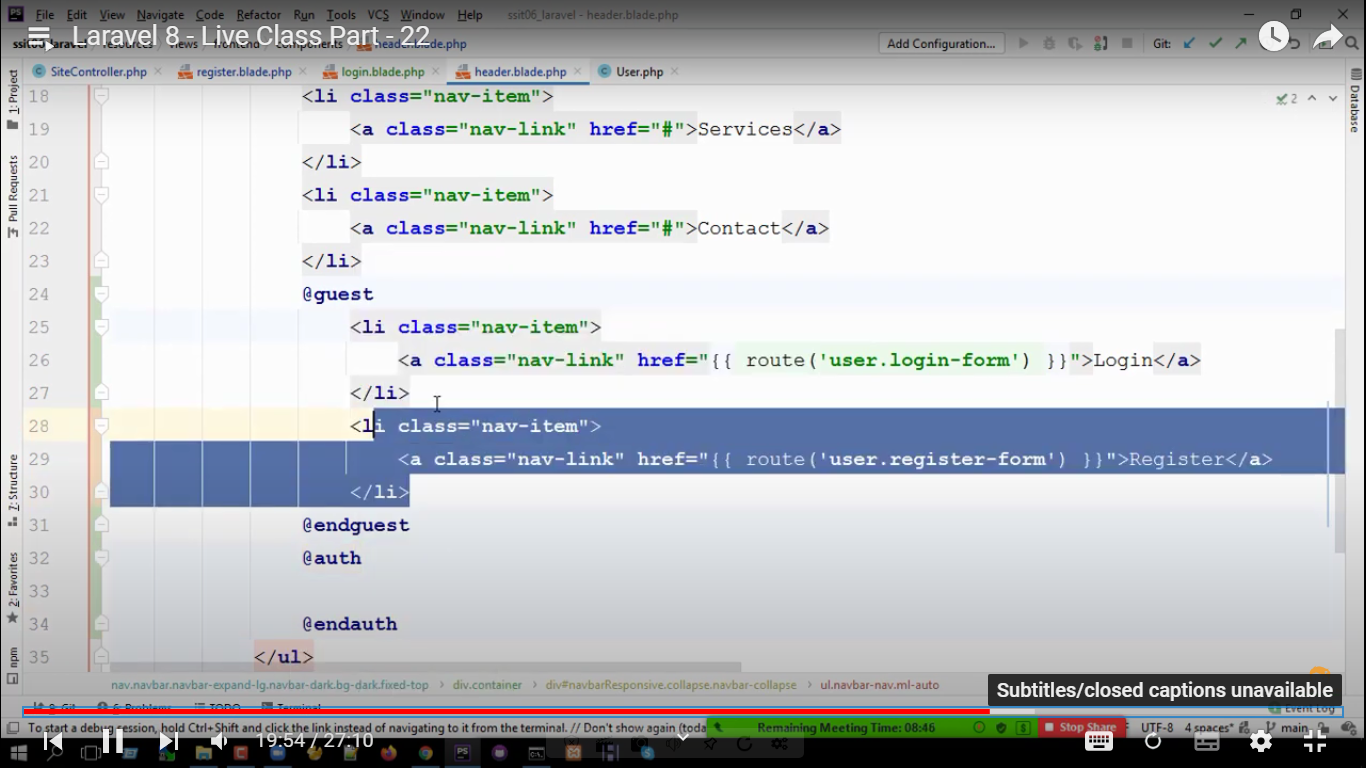 File Edit View Navigate Code Refactor Run Tools VCS Window Help ssit06_laravel - header.blade.php
Laravel 8 - Live Class Part - 22
header.blade.php Add Configuration... Git:
SiteController.php register.blade.php login.blade.php header.blade.php User.php
1: Project
Pull Requests
7: Structure
2: Favorites
npm
Database
2
18 <li class="nav-item">
19 <a class="nav-link" href="#">Services</a>
20 </li>
21 <li class="nav-item">
22 <a class="nav-link" href="#">Contact</a>
23 </li>
24 @guest
25 <li class="nav-item">
26 <a class="nav-link" href="{{ route('user.login-form') }}">Login</a>
27 </li>
28 <li class="nav-item">
29 <a class="nav-link" href="{{ route('user.register-form') }}">Register</a>
30 </li>
31 @endguest
32 @auth
33
34 @endauth
35 </ul>
nav.navbar.navbar-expand-lg.navbar-dark.bg-dark.fixed-top div.container div#navbarResponsive.collapse.navbar-collapse ul.navbar-nav.ml-auto
Subtitles/closed captions unavailable
9: Git 6: Problems TODO Terminal Event Log
To start a debug session, hold Ctrl+Shift and click the link instead of navigating to it from the terminal. // Don't show again (toda Remaining Meeting Time: 08:46 Stop Share UTF-8 4 spaces* main
19:54 / 27:10